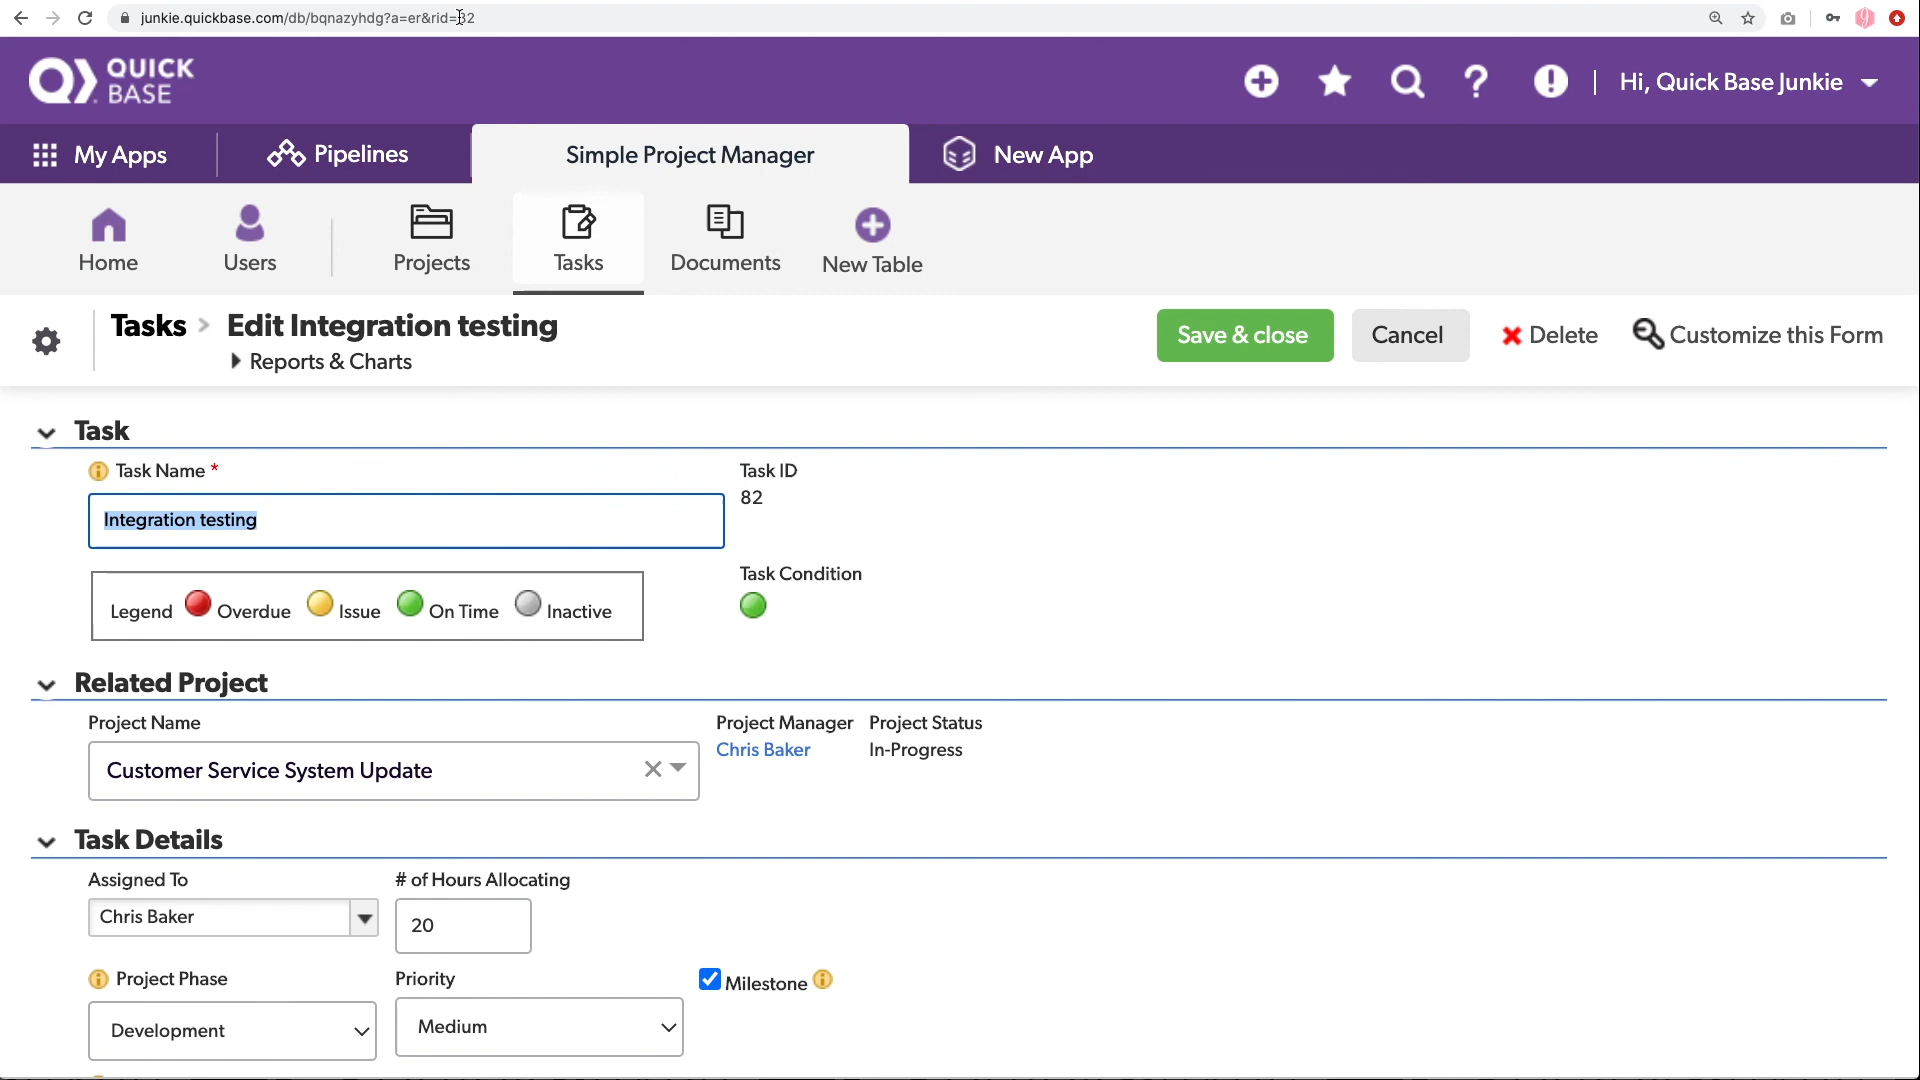 junkie.quickbase.com/db/bqnazyhdg?a=er&rid=82
QUICK BASE
Hi, Quick Base Junkie
My Apps
Pipelines
Simple Project Manager
New App
Home
Users
Projects
Tasks
Documents
New Table
Tasks > Edit Integration testing
Reports & Charts
Save & close
Cancel
Delete
Customize this Form
Task
Task Name *
Task ID
82
Integration testing
Task Condition
Legend Overdue Issue On Time Inactive
Related Project
Project Name
Project Manager
Project Status
Chris Baker
In-Progress
Customer Service System Update
Task Details
Assigned To
# of Hours Allocating
Chris Baker
20
Project Phase
Priority
Milestone
Development
Medium